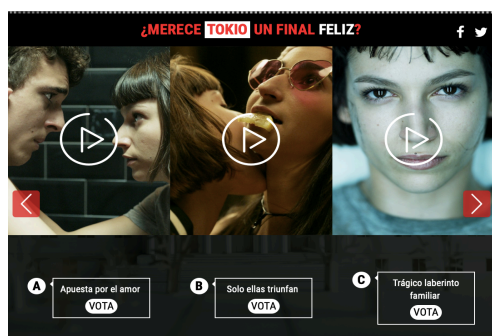 ¿MERECE TOKIO UN FINAL FELIZ?
A
Apuesta por el amor
VOTA
B
Solo ellas triunfan
VOTA
C
Trágico laberinto
familiar
VOTA